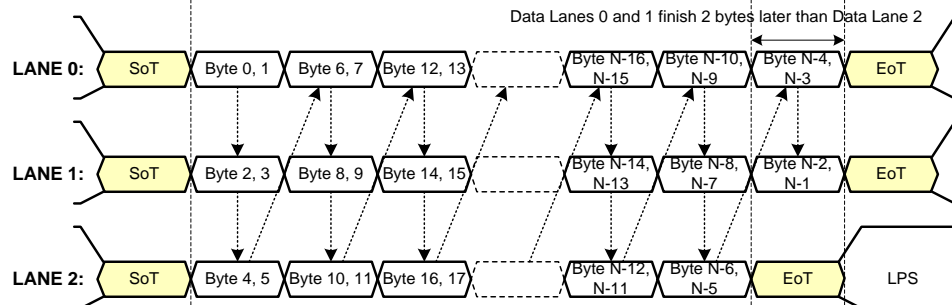 Data Lanes 0 and 1 finish 2 bytes later than Data Lane 2
LANE 0: SoT Byte 0, 1 Byte 6, 7 Byte 12, 13 Byte N-16, N-15 Byte N-10, N-9 Byte N-4, N-3 EoT
LANE 1: SoT Byte 2, 3 Byte 8, 9 Byte 14, 15 Byte N-14, N-13 Byte N-8, N-7 Byte N-2, N-1 EoT
LANE 2: SoT Byte 4, 5 Byte 10, 11 Byte 16, 17 Byte N-12, N-11 Byte N-6, N-5 EoT LPS